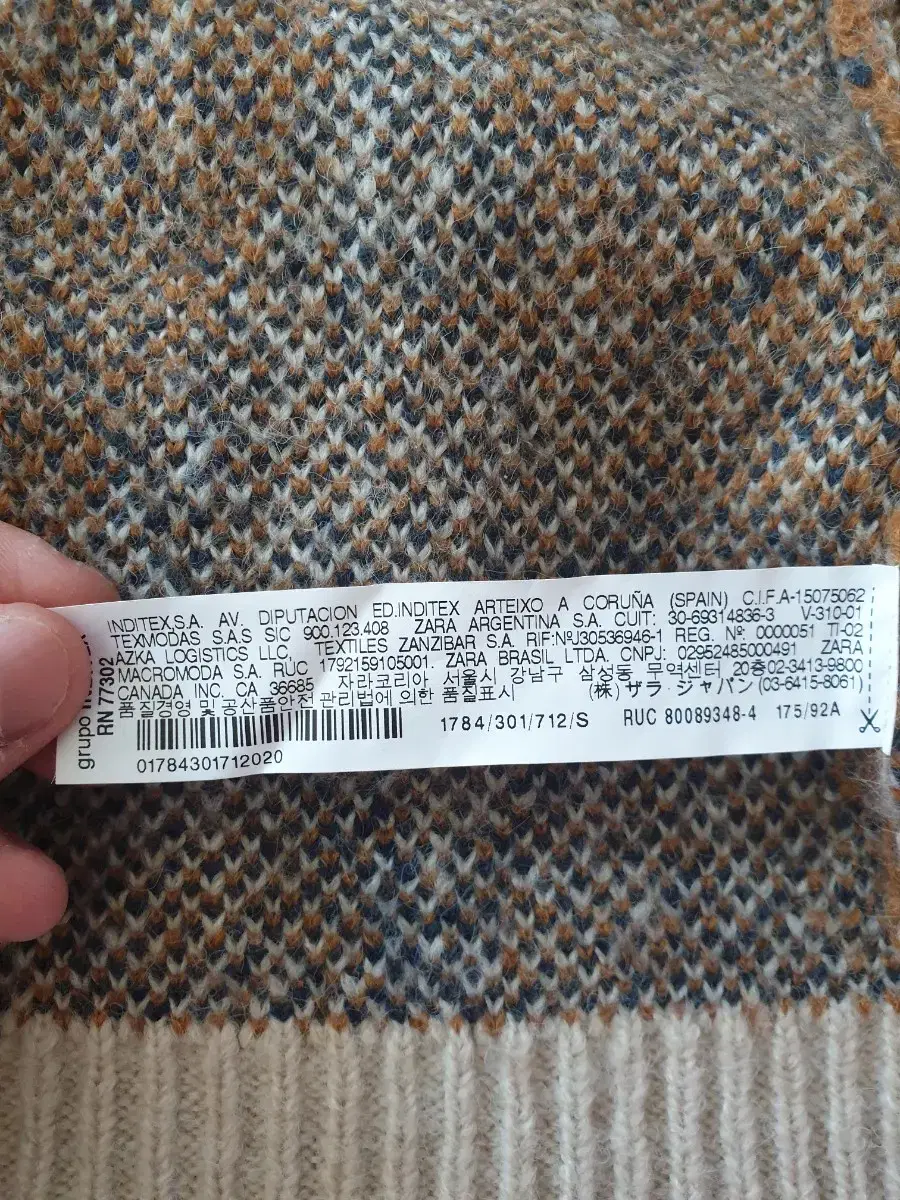 INDITEX,S.A. AV. DIPUTACION ED.INDITEX ARTEIXO A CORUÑA (SPAIN) C.I.F.A-15075062
TEXMODAS S.A.S SIC 900.123.408 ZARA ARGENTINA S.A. CUIT: 30-69314836-3 V-310-01
AZKA LOGISTICS LLC, TEXTILES ZANZIBAR S.A. RIF:NºJ30536946-1 REG. Nº: 0000051 TI-02
MACROMODA S.A. RUC 1792159105001. ZARA BRASIL, LTDA. CNPJ: 02952485000491 ZARA
CANADA INC. CA 36685 자라코리아 서울시 강남구 삼성동 무역센터 20층02-3413-9800
품질경영 및 공산품안전 관리법에 의한 품질표시 (株) ザラ・ジャパン (03-6415-8061)
01784301712020
1784/301/712/S RUC 80089348-4 175/92A
grupo
RN 77302